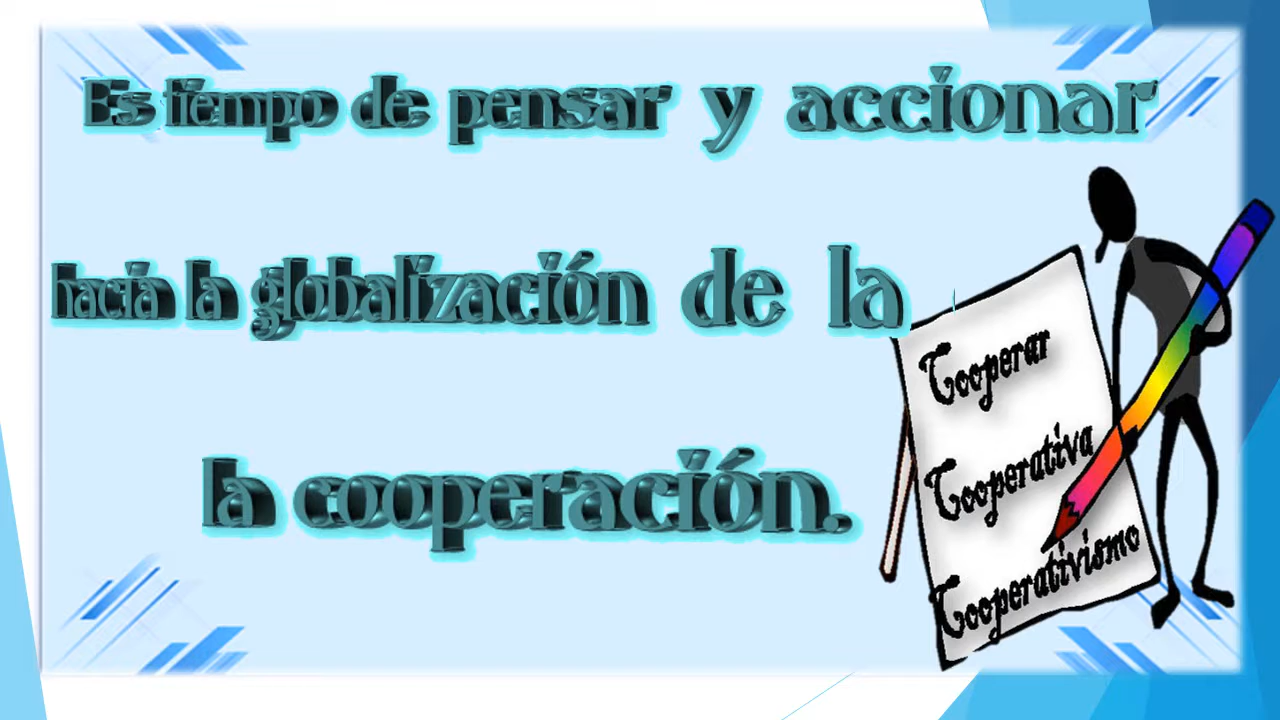 Es tiempo de pensar y accionar
hacia la globalización de la
la cooperación.
Cooperar
Cooperativa
Cooperativismo